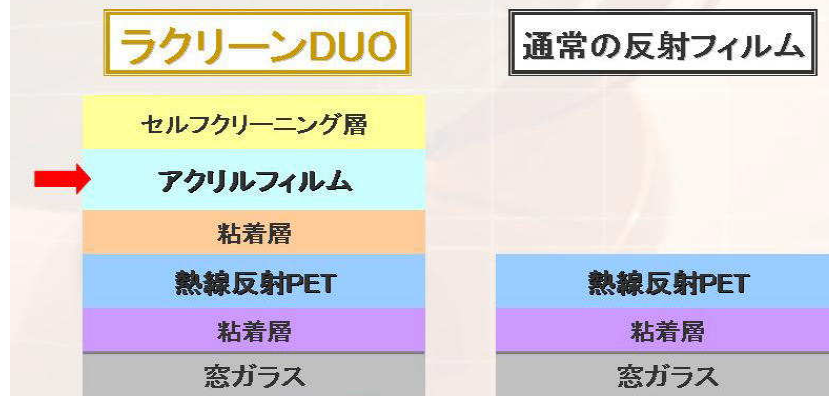 ラクリーンDUO
セルフクリーニング層
アクリルフィルム
粘着層
熱線反射PET
粘着層
窓ガラス
通常の反射フィルム
熱線反射PET
粘着層
窓ガラス